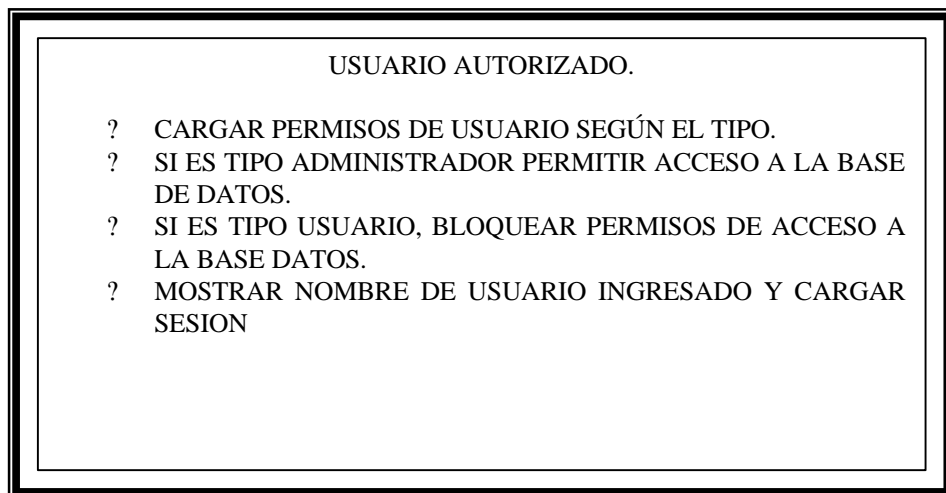 USUARIO AUTORIZADO.
? CARGAR PERMISOS DE USUARIO SEGÚN EL TIPO.
? SI ES TIPO ADMINISTRADOR PERMITIR ACCESO A LA BASE
DE DATOS.
? SI ES TIPO USUARIO, BLOQUEAR PERMISOS DE ACCESO A
LA BASE DATOS.
? MOSTRAR NOMBRE DE USUARIO INGRESADO Y CARGAR
SESION